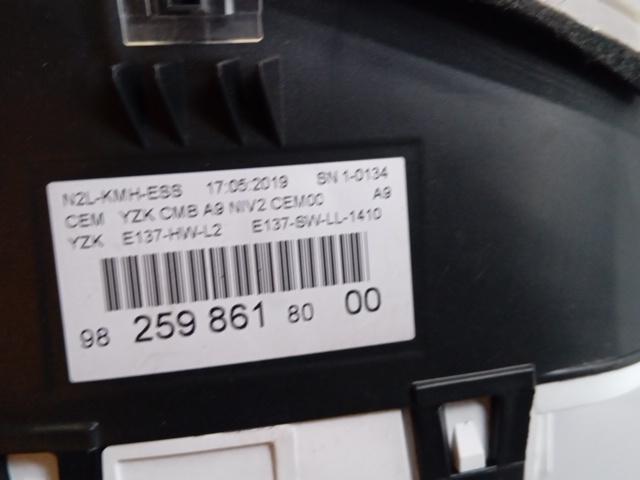 N2L-KMH-ESS 17:05:2019 SN 1-0134
CEM YZK CMB A9 NIV2 CEM00 A9
YZK E137-HW-L2 E137-SW-LL-1410
98 259 861 80 00